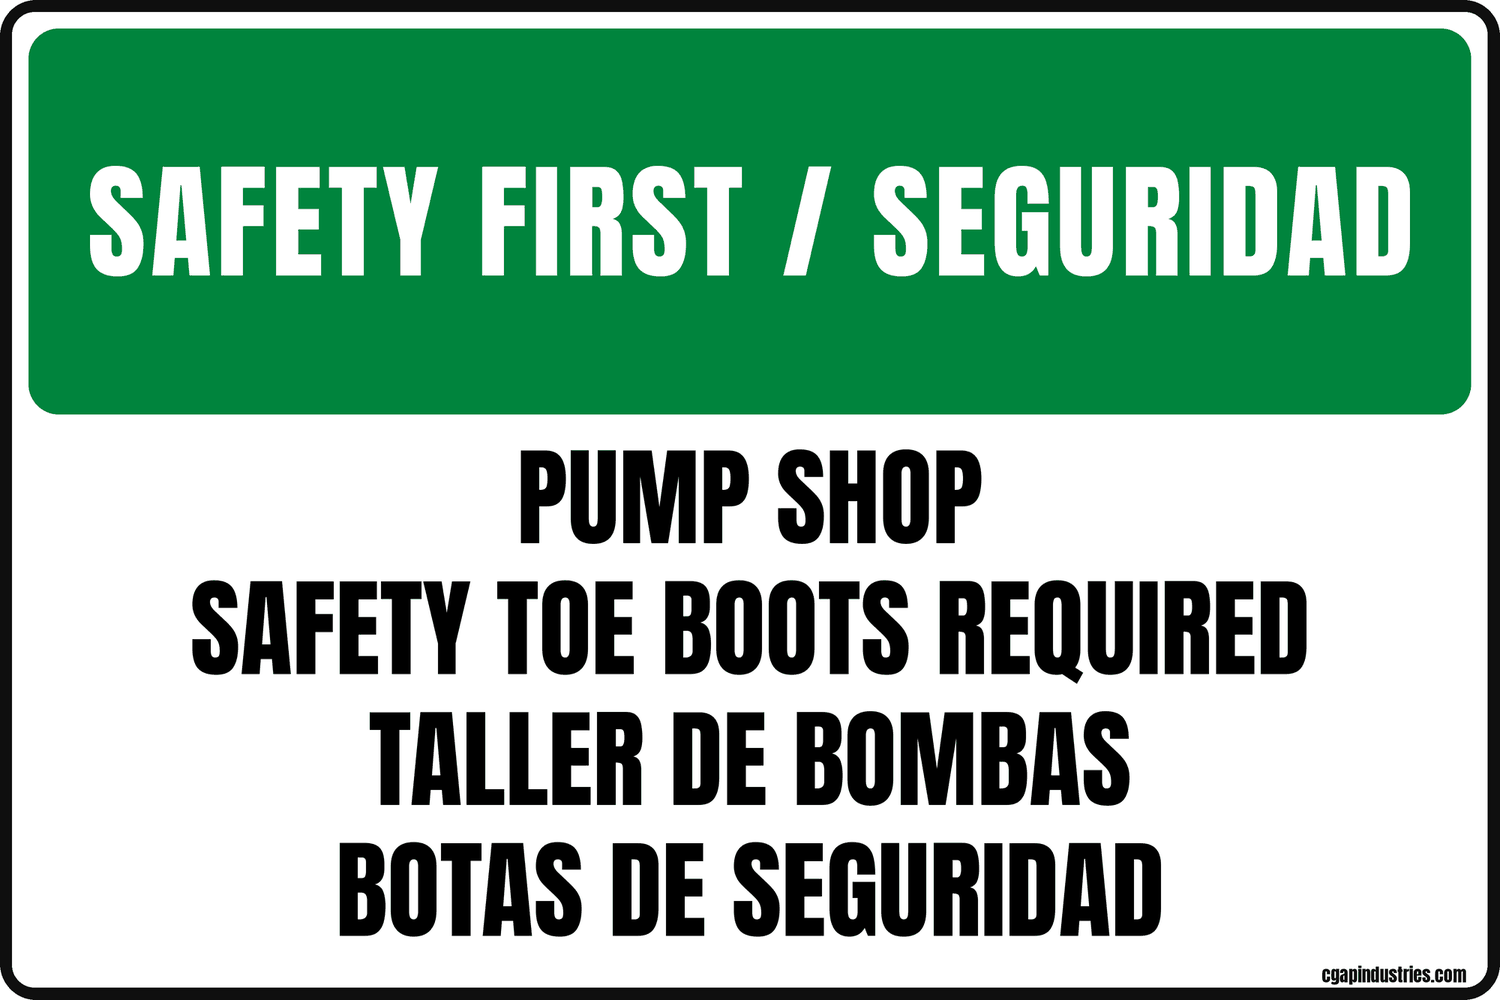 SAFETY FIRST / SEGURIDAD
PUMP SHOP
SAFETY TOE BOOTS REQUIRED
TALLER DE BOMBAS
BOTAS DE SEGURIDAD
cgapindustries.com